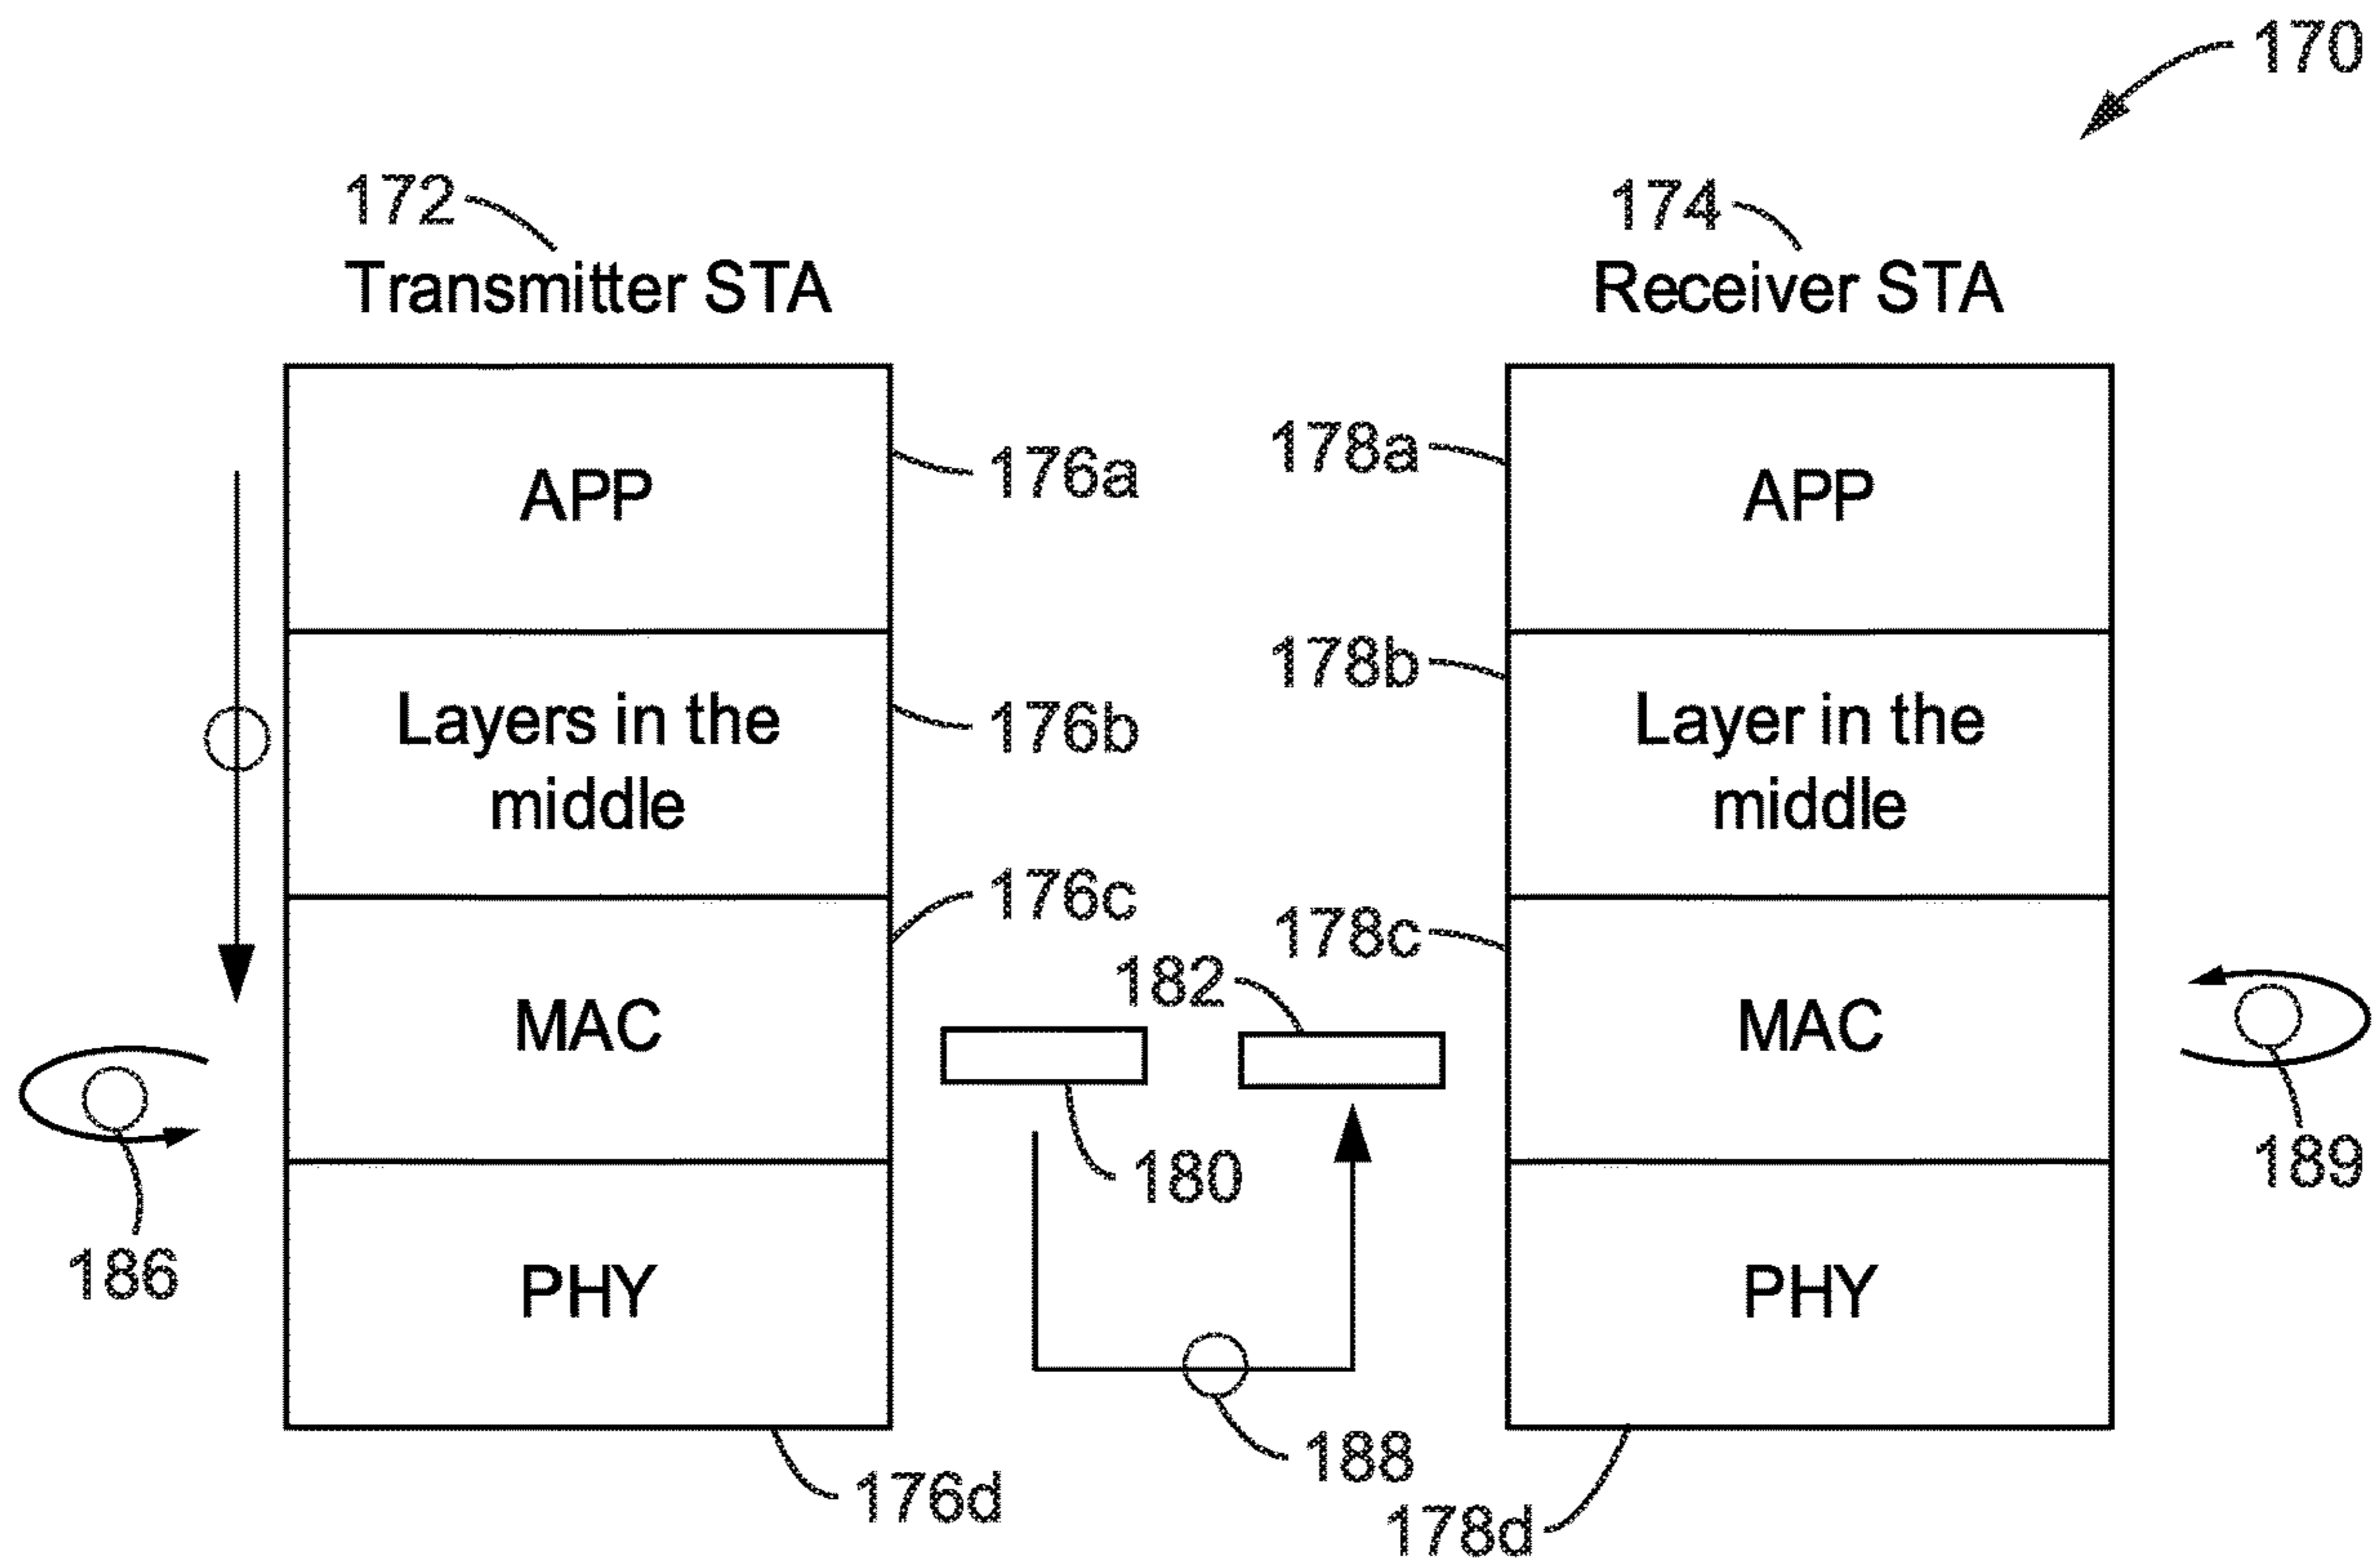 170
172
174
Transmitter STA
Receiver STA
APP
176a
178a
APP
Layers in the
middle
176b
178b
Layer in the
middle
176c
178c
182
MAC
MAC
180
189
186
PHY
PHY
188
176d
178d